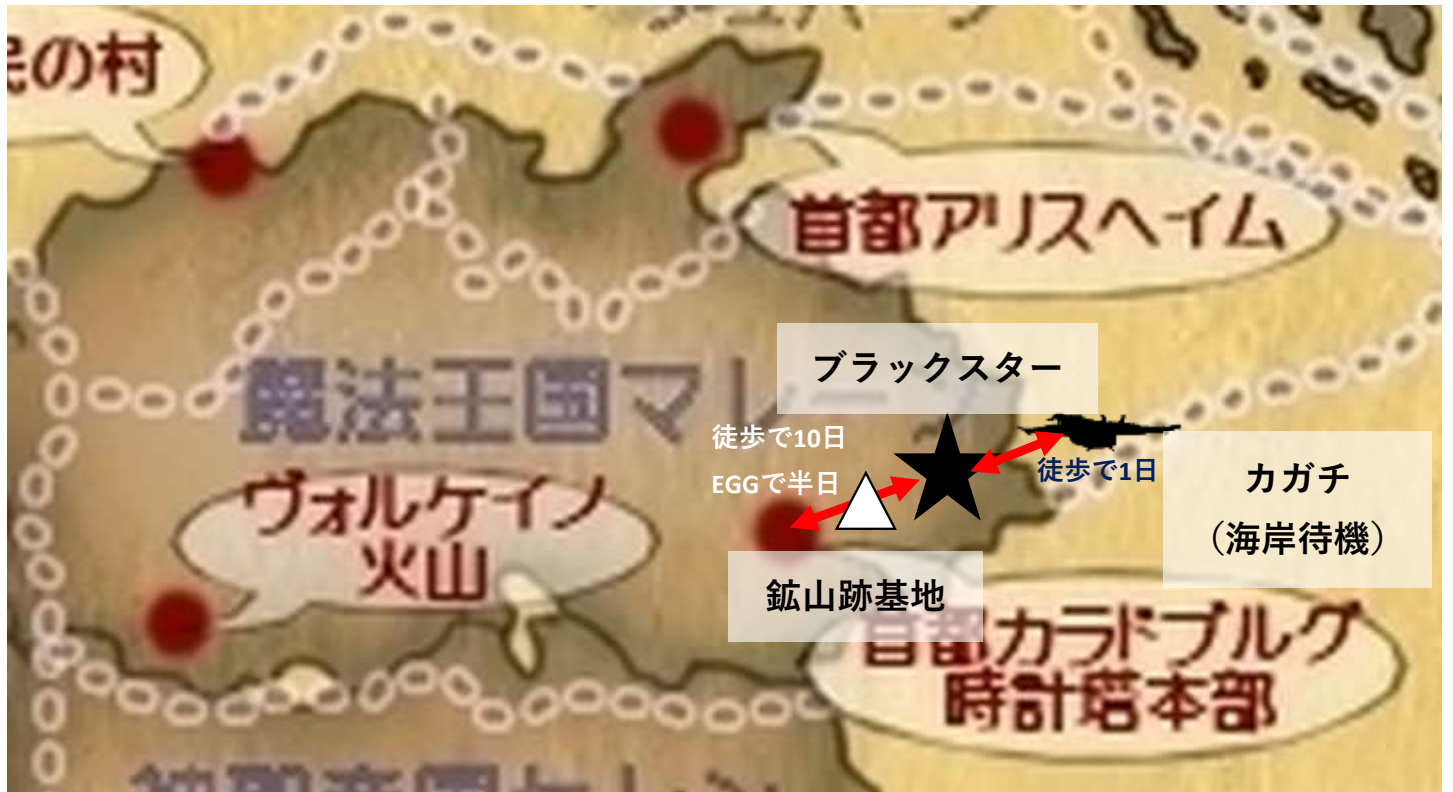 民の村
首都アリスヘイム
魔法王国マレー
ブラックスター
徒歩で10日
EGGで半日
徒歩で1日
カガチ
（海岸待機）
ヴォルケイノ
火山
鉱山跡基地
首都カラドブルグ
時計塔本部